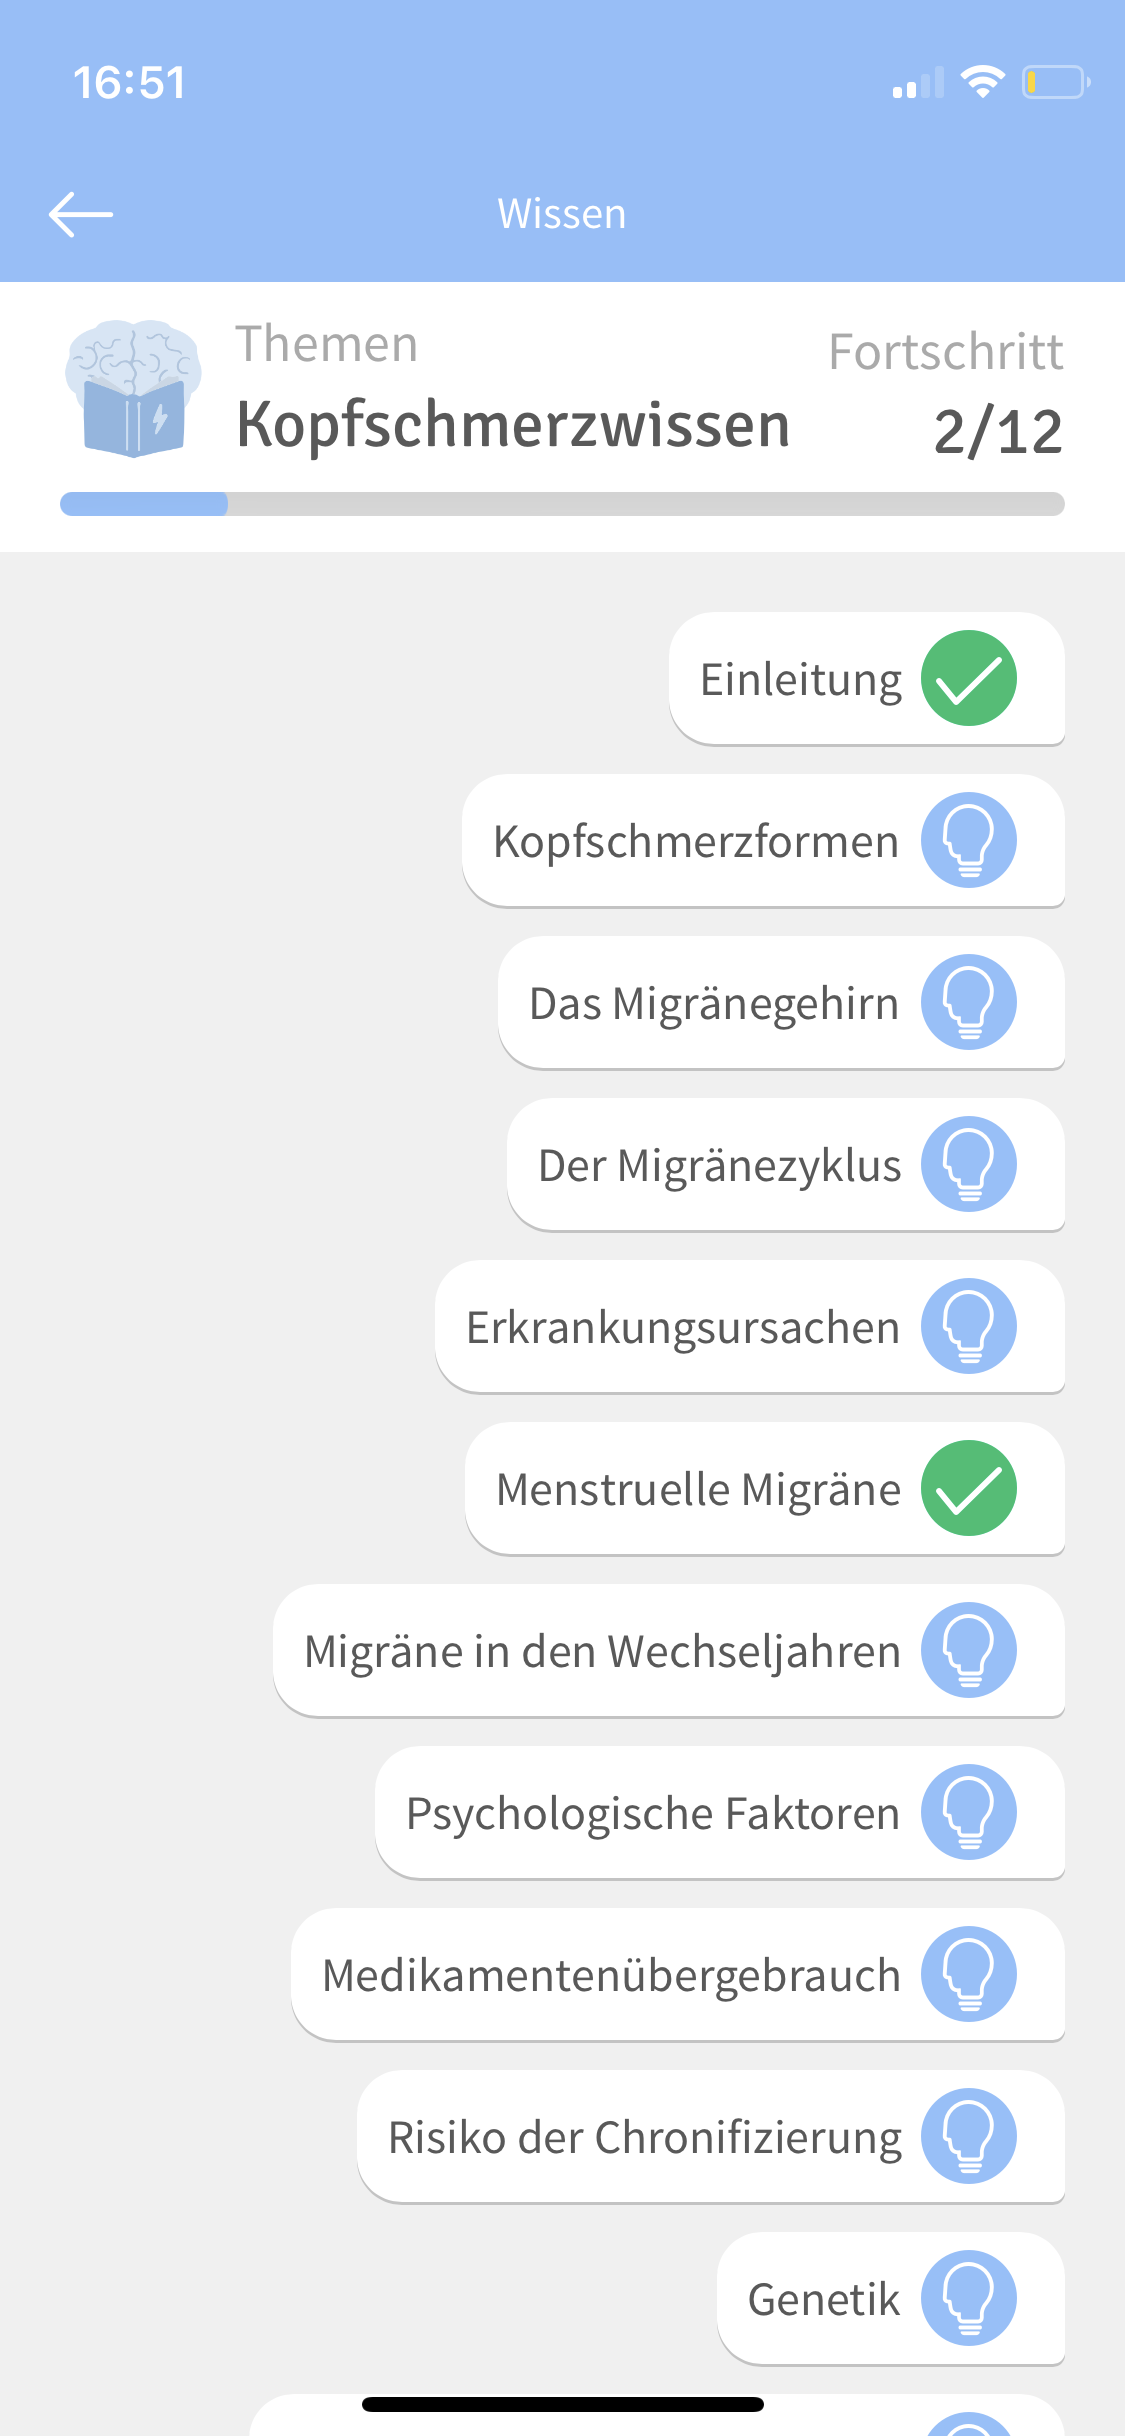 16:51
Wissen
Themen
Kopfschmerzwissen
Fortschritt
2/12
Einleitung
Kopfschmerzformen
Das Migränegehirn
Der Migränezyklus
Erkrankungsursachen
Menstruelle Migräne
Migräne in den Wechseljahren
Psychologische Faktoren
Medikamentenübergebrauch
Risiko der Chronifizierung
Genetik